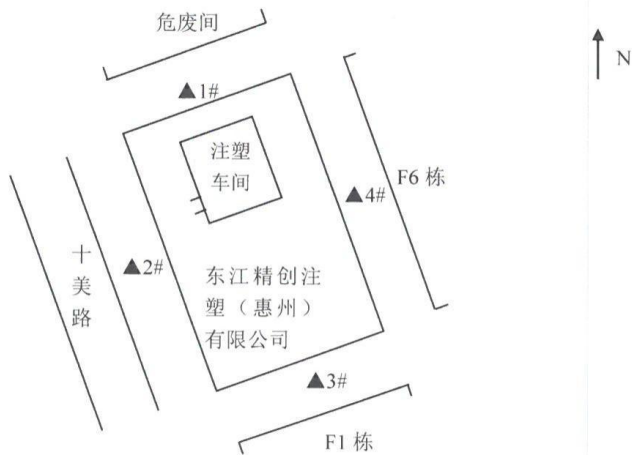 危废间
N
▲1#
注塑
车间
F6 栋
▲4#
十
美
路
▲2#
东江精创注
塑（惠州）
有限公司
▲3#
F1 栋